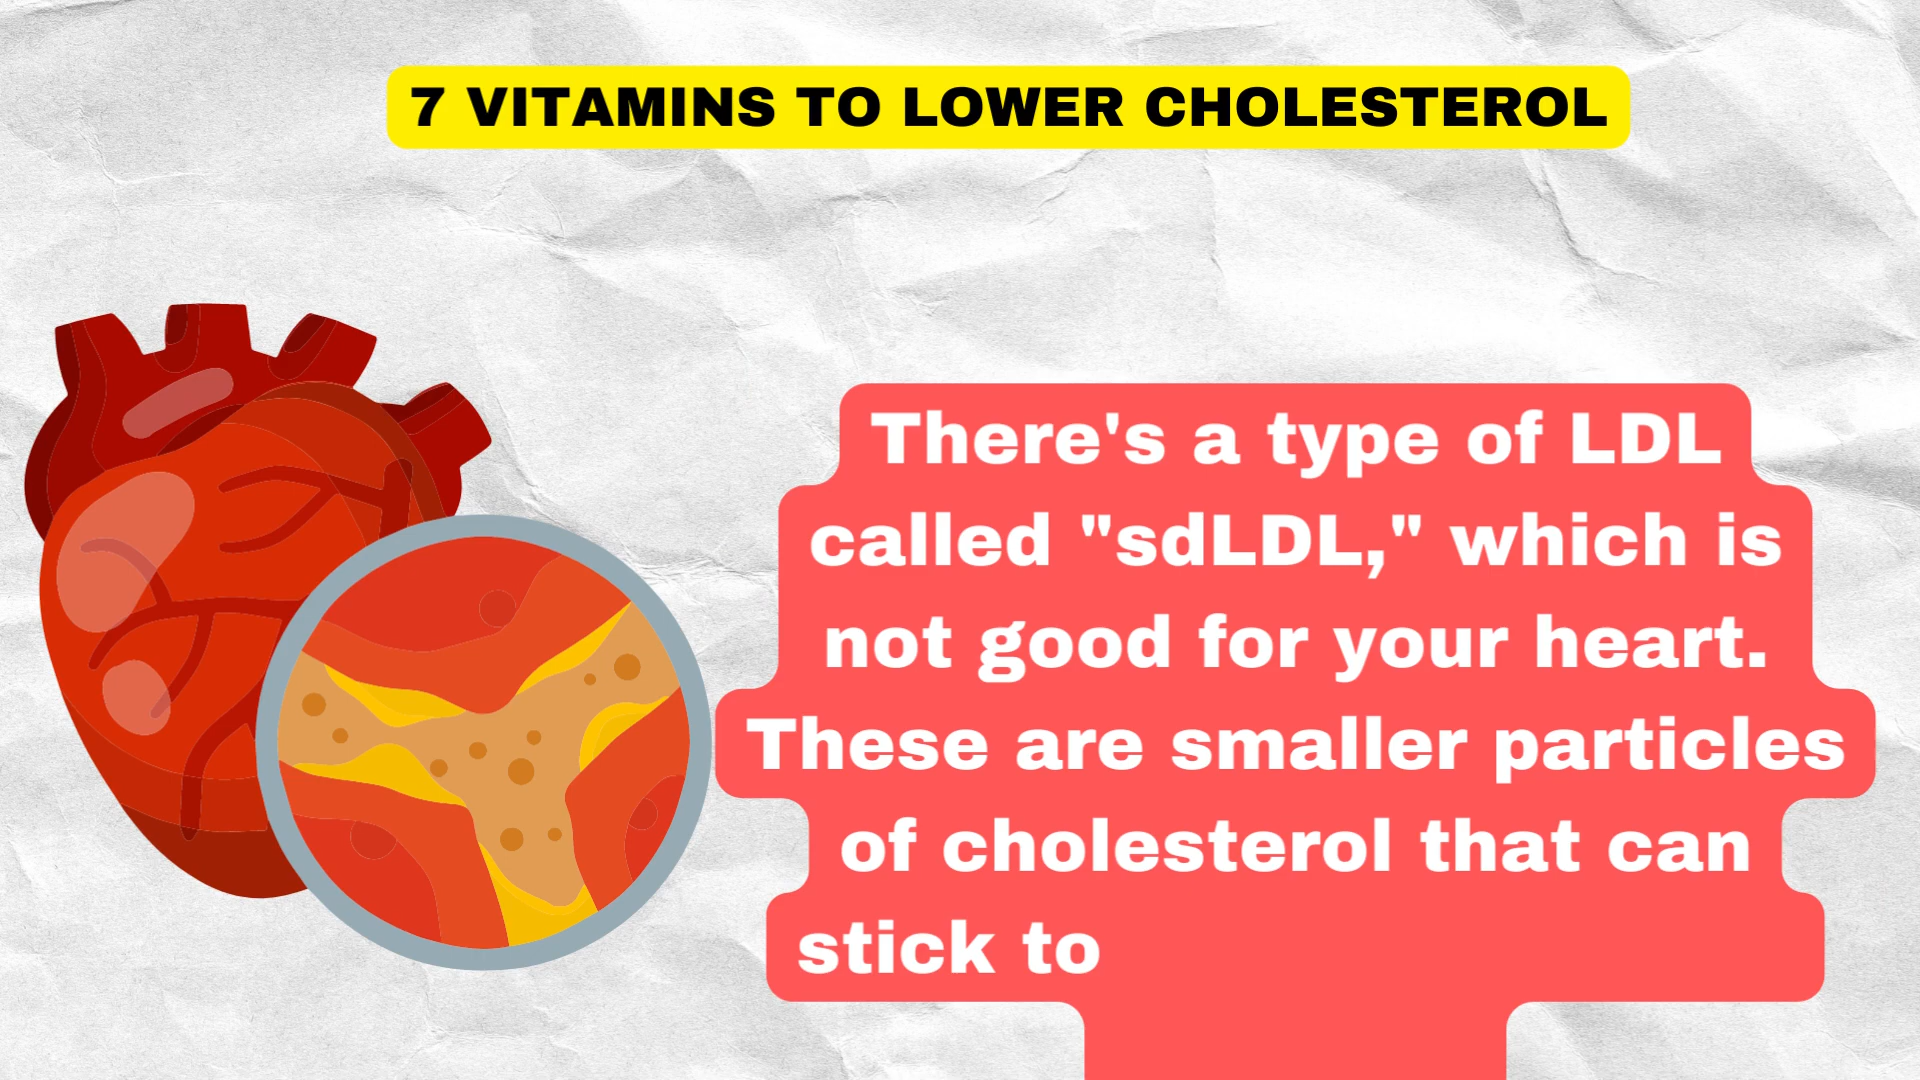 7 VITAMINS TO LOWER CHOLESTEROL
There's a type of LDL
called "sdLDL," which is
not good for your heart.
These are smaller particles
of cholesterol that can
stick to